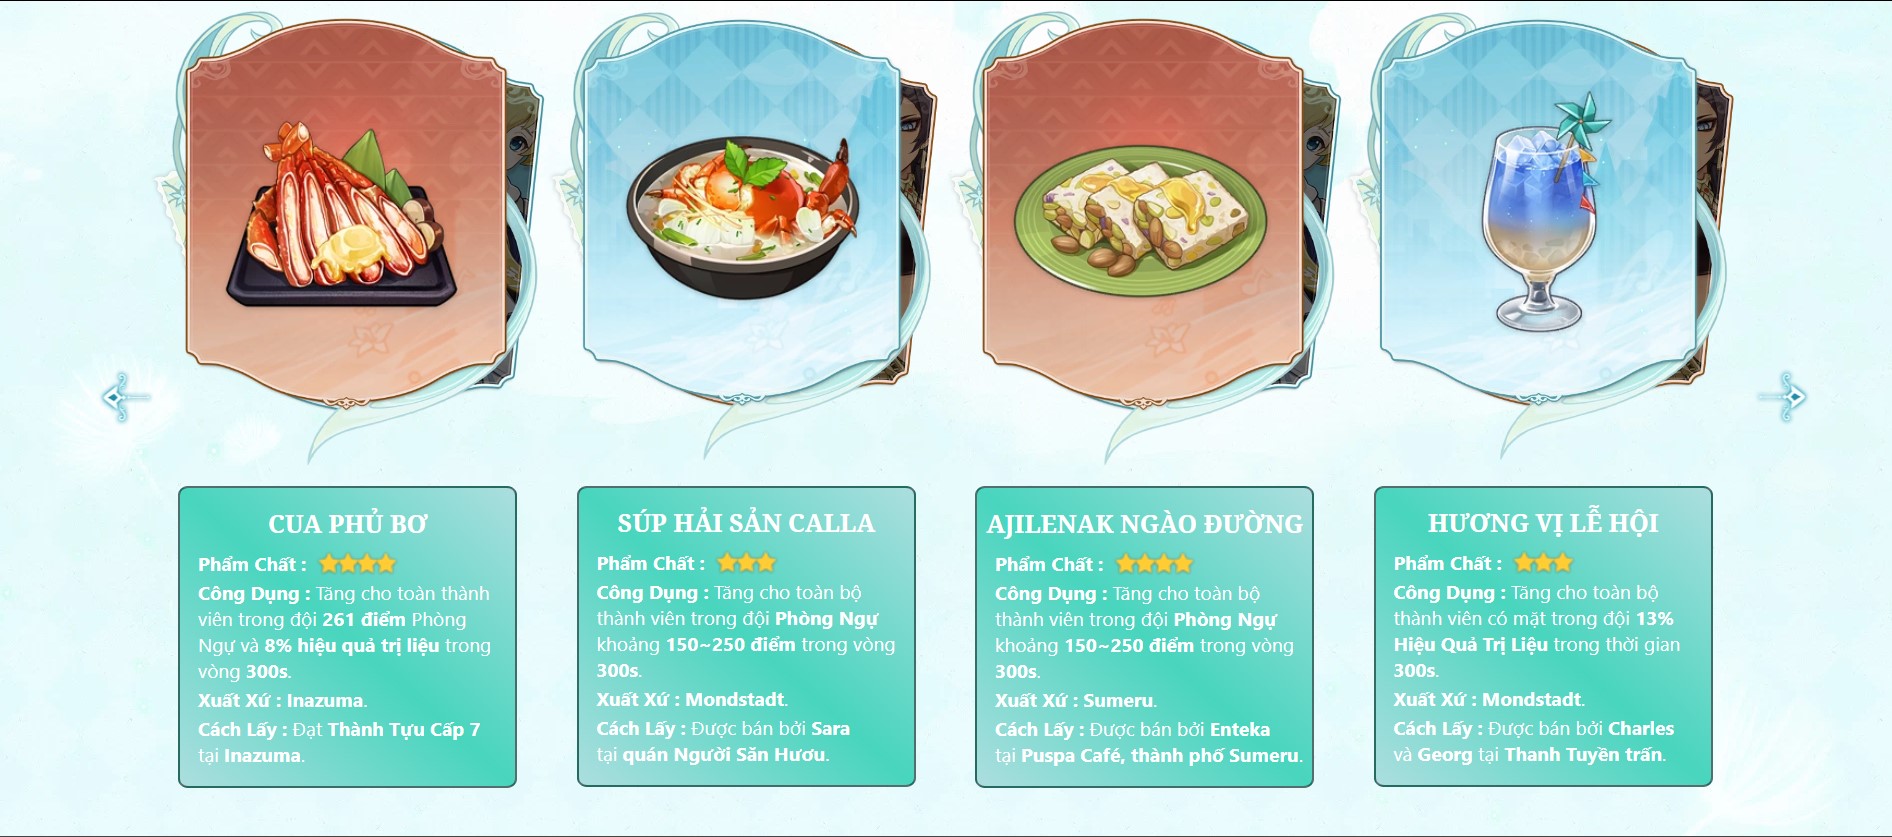 CUA PHỦ BƠ
Phẩm Chất :
Công Dụng : Tăng cho toàn thành
viên trong đội 261 điểm Phòng
Ngự và 8% hiệu quả trị liệu trong
vòng 300s.
Xuất Xứ : Inazuma.
Cách Lấy : Đạt Thành Tựu Cấp 7
tại Inazuma.
SÚP HẢI SẢN CALLA
Phẩm Chất :
Công Dụng : Tăng cho toàn bộ
thành viên trong đội Phòng Ngự
khoảng 150~250 điểm trong vòng
300s.
Xuất Xứ : Mondstadt.
Cách Lấy : Được bán bởi Sara
tại quán Người Săn Hươu.
AJILENAK NGÀO ĐƯỜNG
Phẩm Chất :
Công Dụng : Tăng cho toàn bộ
thành viên trong đội Phòng Ngự
khoảng 150~250 điểm trong vòng
300s.
Xuất Xứ : Sumeru.
Cách Lấy : Được bán bởi Enteka
tại Puspa Café, thành phố Sumeru.
HƯƠNG VỊ LỄ HỘI
Phẩm Chất :
Công Dụng : Tăng cho toàn bộ
thành viên có mặt trong đội 13%
Hiệu Quả Trị Liệu trong thời gian
300s.
Xuất Xứ : Mondstadt.
Cách Lấy : Được bán bởi Charles
và Georg tại Thanh Tuyền trấn.